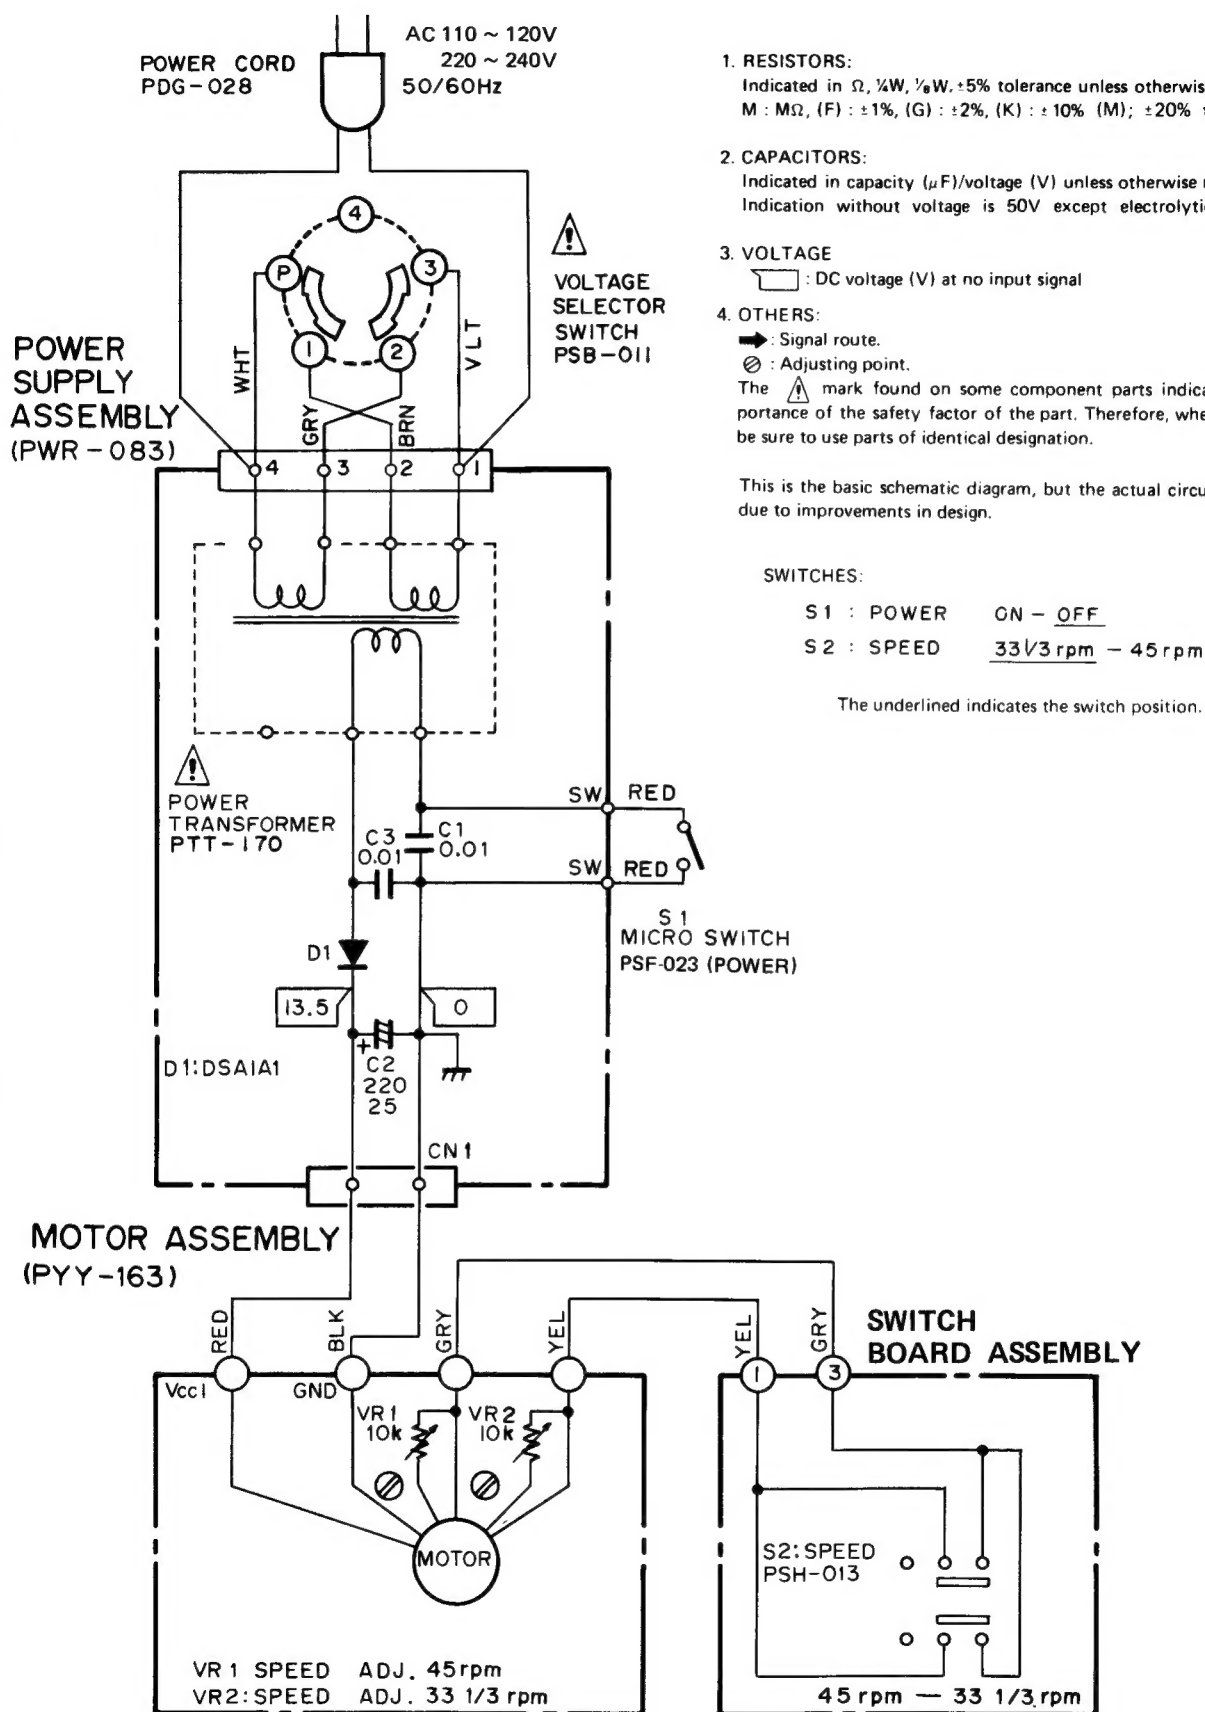 AC 110 ~ 120V
220 ~ 240V
50/60Hz
POWER CORD
PDG-028
4
P
3
1
2
WHT
GRY
BRN
VLT
VOLTAGE
SELECTOR
SWITCH
PSB-011
POWER
SUPPLY
ASSEMBLY
(PWR-083)
4
3
2
1
1. RESISTORS:
Indicated in Ω, ¼W, ⅛W, ±5% tolerance unless otherwis
M : MΩ, (F) : ±1%, (G) : ±2%, (K) : ±10% (M); ±20%
2. CAPACITORS:
Indicated in capacity (μF)/voltage (V) unless otherwise
Indication without voltage is 50V except electrolyti
3. VOLTAGE
: DC voltage (V) at no input signal
4. OTHERS:
➡ : Signal route.
⊘ : Adjusting point.
The ⚠ mark found on some component parts indica
portance of the safety factor of the part. Therefore, whe
be sure to use parts of identical designation.
This is the basic schematic diagram, but the actual circu
due to improvements in design.
SWITCHES:
S1 : POWER ON – OFF
S2 : SPEED 33 1/3 rpm – 45 rpm
The underlined indicates the switch position.
POWER
TRANSFORMER
PTT-170
C3
0.01
C1
0.01
SW
RED
SW
RED
S1
MICRO SWITCH
PSF-023 (POWER)
D1
13.5
0
D1:DSA1A1
+
C2
220
25
CN1
MOTOR ASSEMBLY
(PYY-163)
RED
BLK
GRY
YEL
YEL
GRY
SWITCH
BOARD ASSEMBLY
1
3
Vcc1
GND
VR1
10k
VR2
10k
MOTOR
S2:SPEED
PSH-013
VR1 SPEED ADJ. 45rpm
VR2:SPEED ADJ. 33 1/3 rpm
45 rpm — 33 1/3 rpm